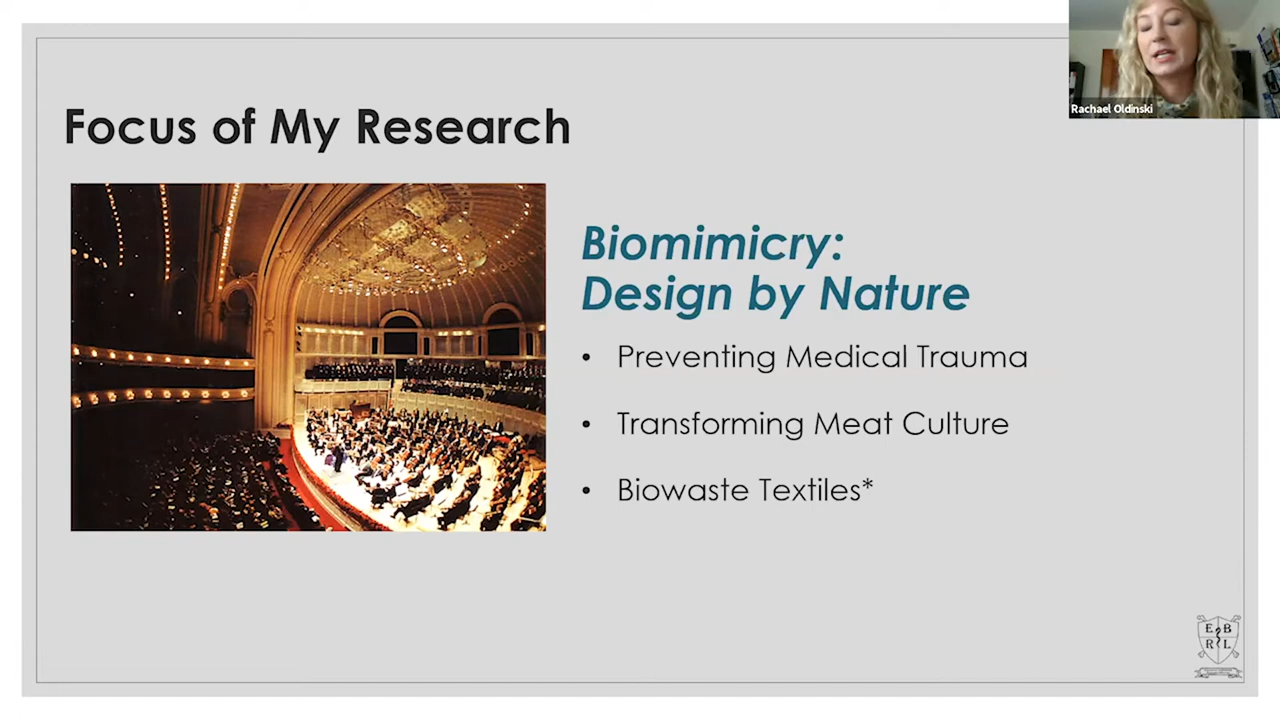 Rachael Oldinski
Focus of My Research
Biomimicry:
Design by Nature
• Preventing Medical Trauma
• Transforming Meat Culture
• Biowaste Textiles*
E B
R L